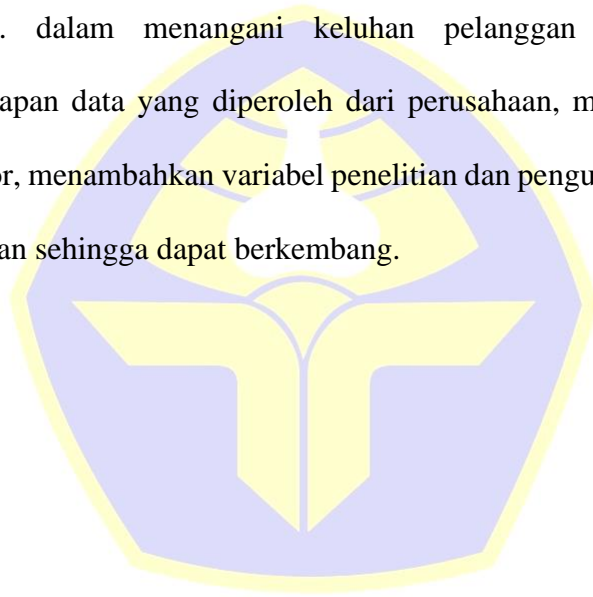 . dalam menangani keluhan pelanggan
apan data yang diperoleh dari perusahaan, m
or, menambahkan variabel penelitian dan pengu
an sehingga dapat berkembang.